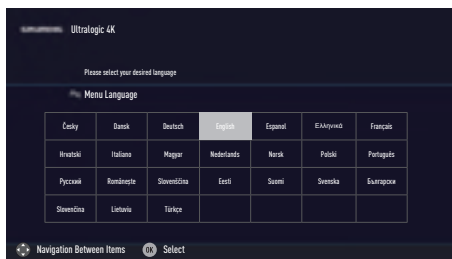 Ultralogic 4K
Please select your desired language
Menu Language
Česky Dansk Deutsch English Espanol Ελληνικά Français
Hrvatski Italiano Magyar Nederlands Norsk Polski Português
Русский Româneşte Slovenščina Eesti Suomi Svenska Български
Slovenčina Lietuviu Türkçe
Navigation Between Items OK Select